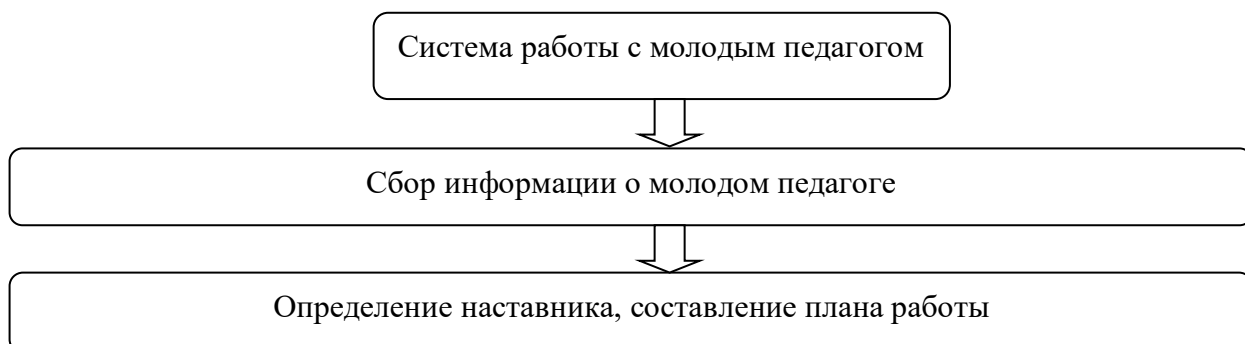 Система работы с молодым педагогом
Сбор информации о молодом педагоге
Определение наставника, составление плана работы